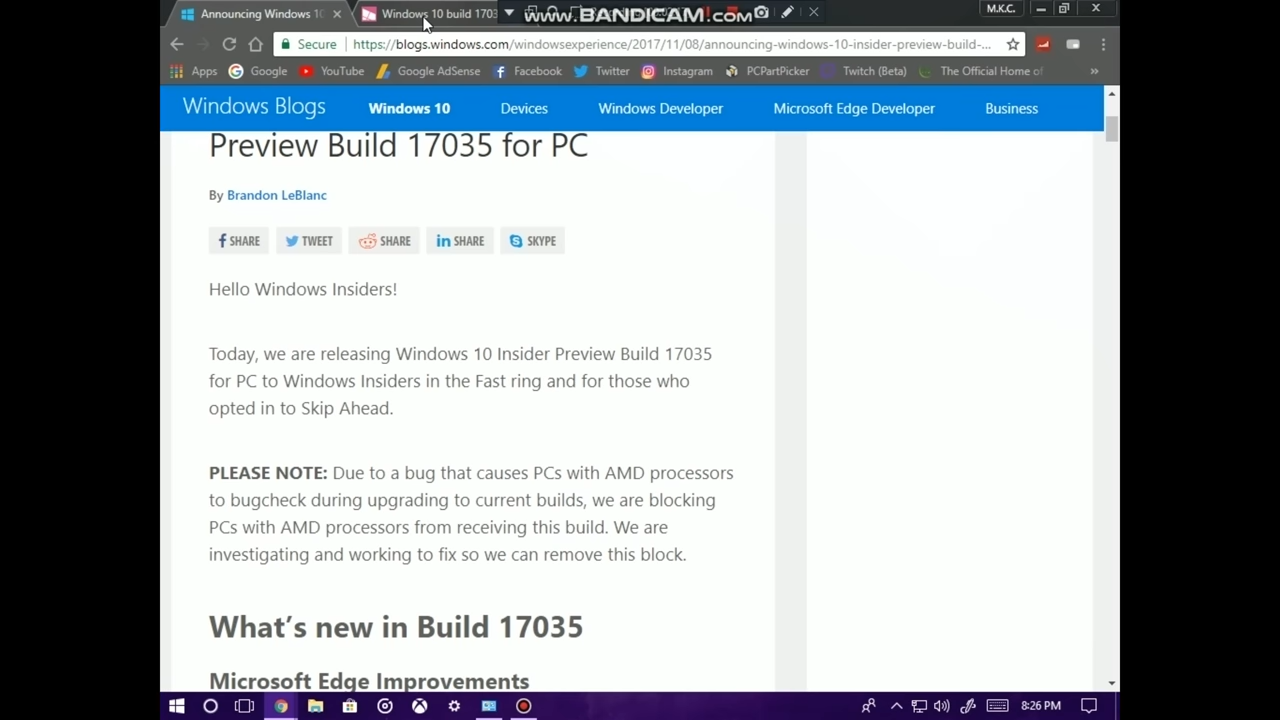 Announcing Windows 10
Windows 10 build 1703
www.BANDICAM.com
M.K.C.
Secure
https://blogs.windows.com/windowsexperience/2017/11/08/announcing-windows-10-insider-preview-build-...
Apps
Google
YouTube
Google AdSense
Facebook
Twitter
Instagram
PCPartPicker
Twitch (Beta)
The Official Home of
»
Windows Blogs
Windows 10
Devices
Windows Developer
Microsoft Edge Developer
Business
Preview Build 17035 for PC
By Brandon LeBlanc
SHARE
TWEET
SHARE
SHARE
SKYPE
Hello Windows Insiders!
Today, we are releasing Windows 10 Insider Preview Build 17035
for PC to Windows Insiders in the Fast ring and for those who
opted in to Skip Ahead.
PLEASE NOTE: Due to a bug that causes PCs with AMD processors
to bugcheck during upgrading to current builds, we are blocking
PCs with AMD processors from receiving this build. We are
investigating and working to fix so we can remove this block.
What's new in Build 17035
Microsoft Edge Improvements
8:26 PM